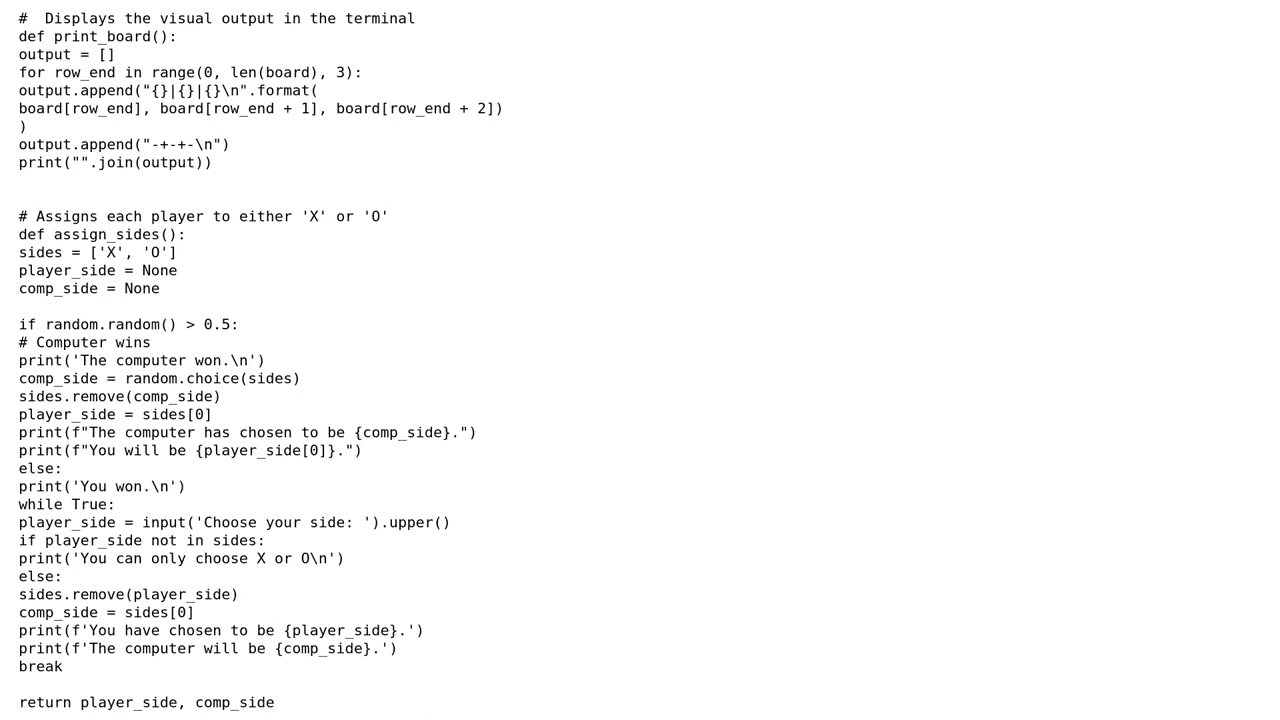 #  Displays the visual output in the terminal
def print_board():
output = []
for row_end in range(0, len(board), 3):
output.append("{}|{}|{}\n".format(
board[row_end], board[row_end + 1], board[row_end + 2])
)
output.append("-+-+-\n")
print("".join(output))


# Assigns each player to either 'X' or 'O'
def assign_sides():
sides = ['X', 'O']
player_side = None
comp_side = None

if random.random() > 0.5:
# Computer wins
print('The computer won.\n')
comp_side = random.choice(sides)
sides.remove(comp_side)
player_side = sides[0]
print(f"The computer has chosen to be {comp_side}.")
print(f"You will be {player_side[0]}.")
else:
print('You won.\n')
while True:
player_side = input('Choose your side: ').upper()
if player_side not in sides:
print('You can only choose X or O\n')
else:
sides.remove(player_side)
comp_side = sides[0]
print(f'You have chosen to be {player_side}.')
print(f'The computer will be {comp_side}.')
break

return player_side, comp_side